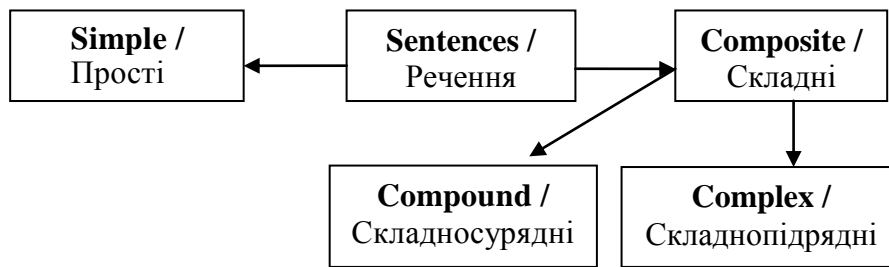 Simple /
Прості
Sentences /
Речення
Composite /
Складні
Compound /
Складносурядні
Complex /
Складнопідрядні